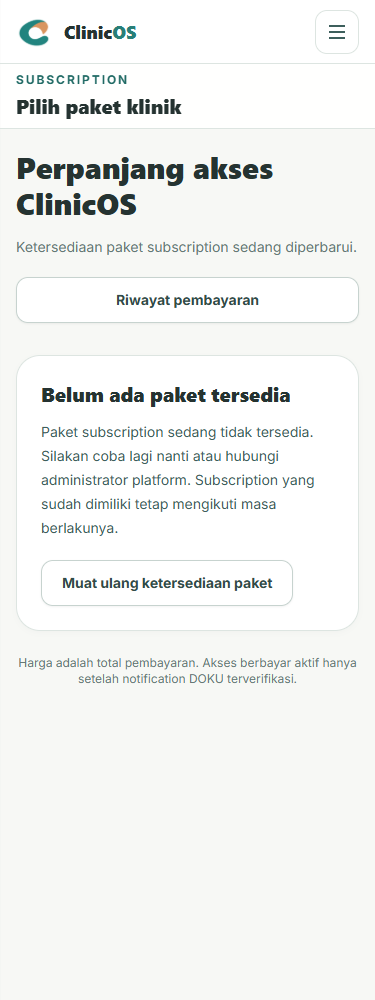 ClinicOS
SUBSCRIPTION
Pilih paket klinik
Perpanjang akses
ClinicOS
Ketersediaan paket subscription sedang diperbarui.
Riwayat pembayaran
Belum ada paket tersedia
Paket subscription sedang tidak tersedia.
Silakan coba lagi nanti atau hubungi
administrator platform. Subscription yang
sudah dimiliki tetap mengikuti masa
berlakunya.
Muat ulang ketersediaan paket
Harga adalah total pembayaran. Akses berbayar aktif hanya
setelah notification DOKU terverifikasi.